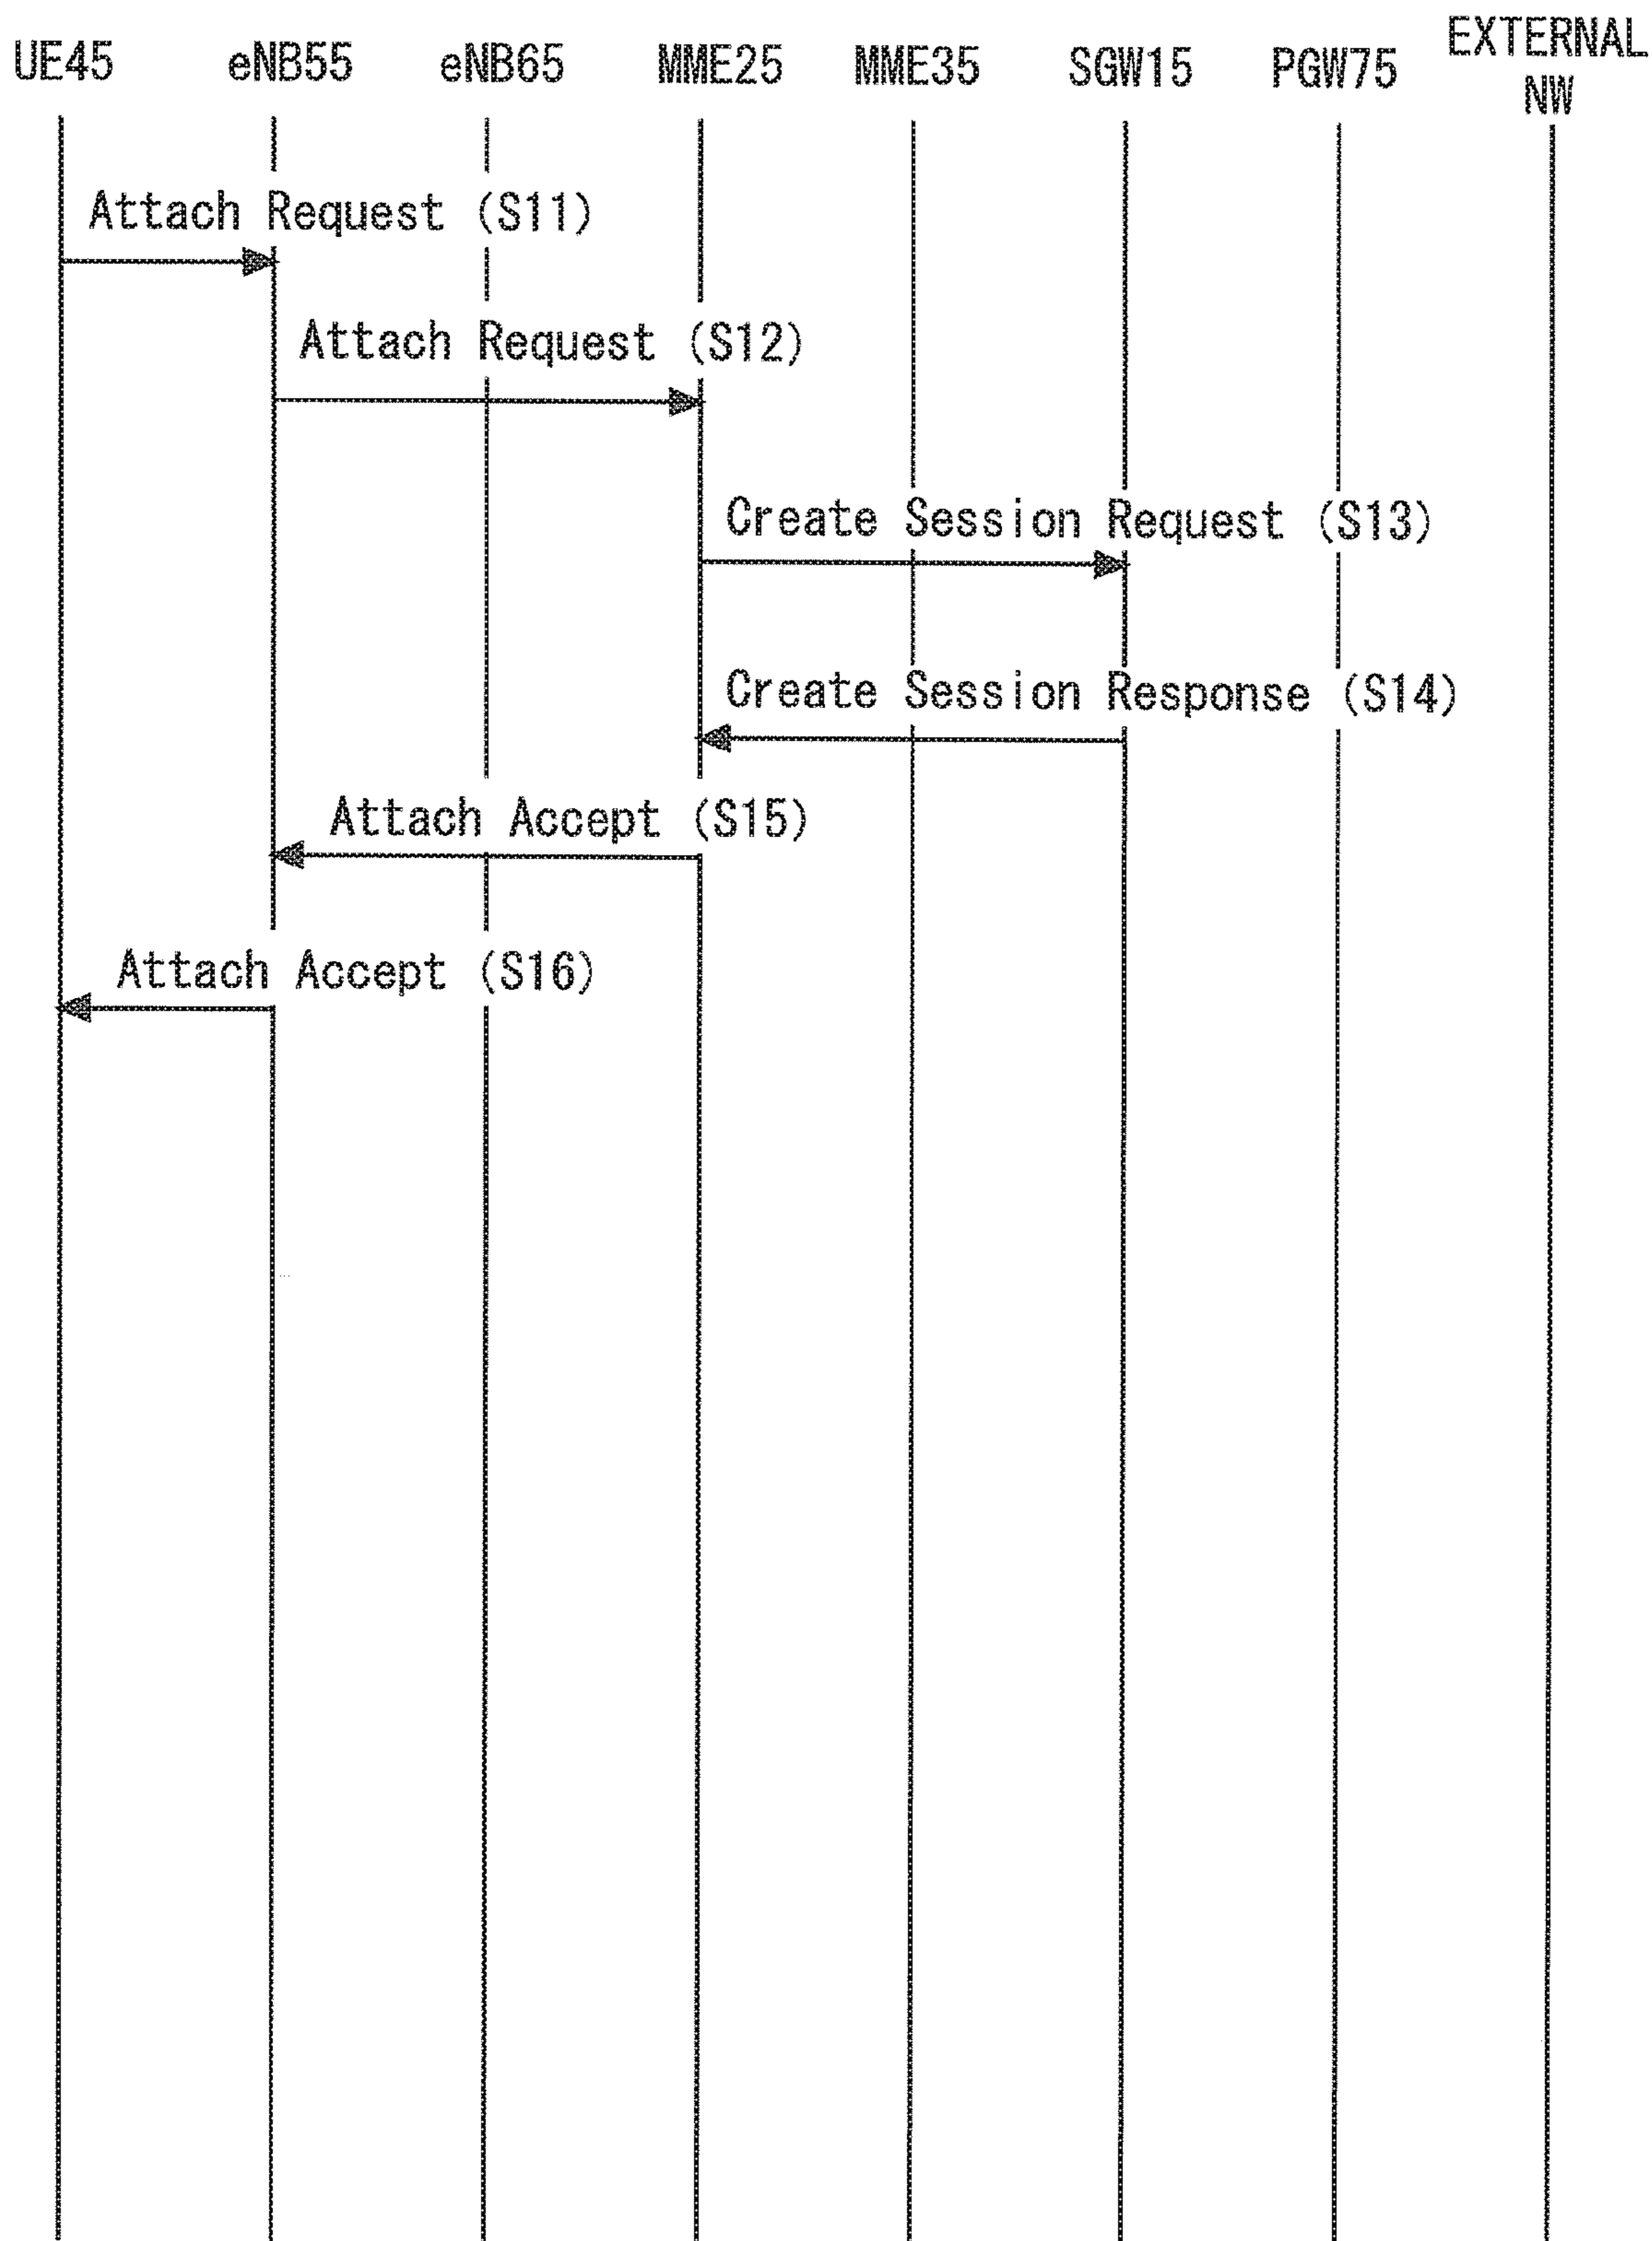 UE45 eNB55 eNB65 MME25 MME35 SGW15 PGW75 EXTERNAL
NW
Attach Request (S11)
Attach Request (S12)
Create Session Request (S13)
Create Session Response (S14)
Attach Accept (S15)
Attach Accept (S16)